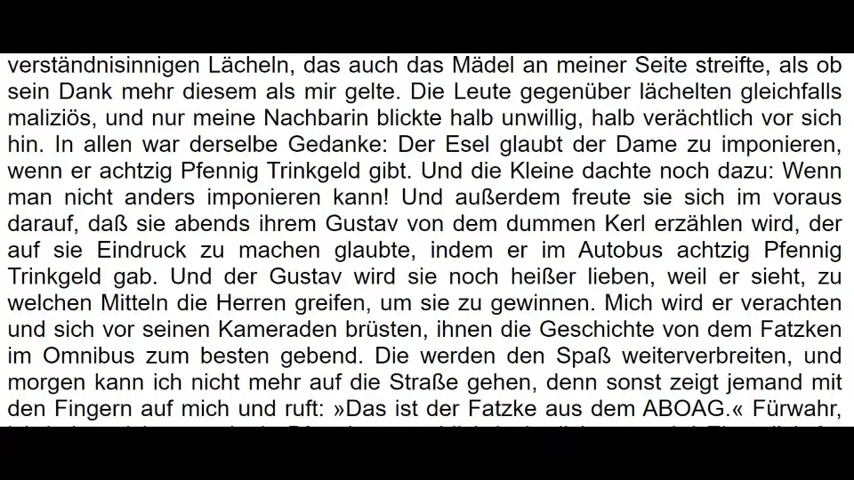 verständnisinnigen Lächeln, das auch das Mädel an meiner Seite streifte, als ob
sein Dank mehr diesem als mir gelte. Die Leute gegenüber lächelten gleichfalls
maliziös, und nur meine Nachbarin blickte halb unwillig, halb verächtlich vor sich
hin. In allen war derselbe Gedanke: Der Esel glaubt der Dame zu imponieren,
wenn er achtzig Pfennig Trinkgeld gibt. Und die Kleine dachte noch dazu: Wenn
man nicht anders imponieren kann! Und außerdem freute sie sich im voraus
darauf, daß sie abends ihrem Gustav von dem dummen Kerl erzählen wird, der
auf sie Eindruck zu machen glaubte, indem er im Autobus achtzig Pfennig
Trinkgeld gab. Und der Gustav wird sie noch heißer lieben, weil er sieht, zu
welchen Mitteln die Herren greifen, um sie zu gewinnen. Mich wird er verachten
und sich vor seinen Kameraden brüsten, ihnen die Geschichte von dem Fatzken
im Omnibus zum besten gebend. Die werden den Spaß weiterverbreiten, und
morgen kann ich nicht mehr auf die Straße gehen, denn sonst zeigt jemand mit
den Fingern auf mich und ruft: »Das ist der Fatzke aus dem ABOAG.« Fürwahr,